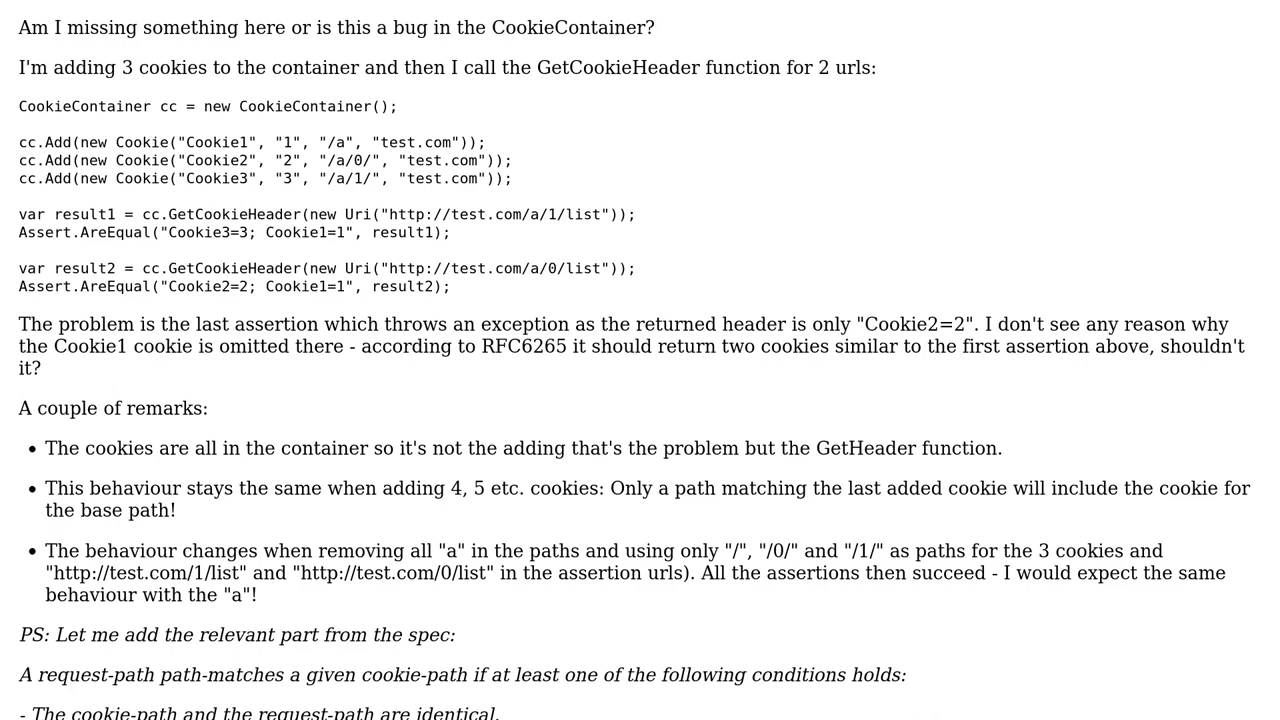 Am I missing something here or is this a bug in the CookieContainer?
I'm adding 3 cookies to the container and then I call the GetCookieHeader function for 2 urls:
CookieContainer cc = new CookieContainer();
cc.Add(new Cookie("Cookie1", "1", "/a", "test.com"));
cc.Add(new Cookie("Cookie2", "2", "/a/0/", "test.com"));
cc.Add(new Cookie("Cookie3", "3", "/a/1/", "test.com"));
var result1 = cc.GetCookieHeader(new Uri("http://test.com/a/1/list"));
Assert.AreEqual("Cookie3=3; Cookie1=1", result1);
var result2 = cc.GetCookieHeader(new Uri("http://test.com/a/0/list"));
Assert.AreEqual("Cookie2=2; Cookie1=1", result2);
The problem is the last assertion which throws an exception as the returned header is only "Cookie2=2". I don't see any reason why
the Cookie1 cookie is omitted there - according to RFC6265 it should return two cookies similar to the first assertion above, shouldn't
it?
A couple of remarks:
• The cookies are all in the container so it's not the adding that's the problem but the GetHeader function.
• This behaviour stays the same when adding 4, 5 etc. cookies: Only a path matching the last added cookie will include the cookie for
the base path!
• The behaviour changes when removing all "a" in the paths and using only "/", "/0/" and "/1/" as paths for the 3 cookies and
"http://test.com/1/list" and "http://test.com/0/list" in the assertion urls). All the assertions then succeed - I would expect the same
behaviour with the "a"!
PS: Let me add the relevant part from the spec:
A request-path path-matches a given cookie-path if at least one of the following conditions holds:
- The cookie-path and the request-path are identical.